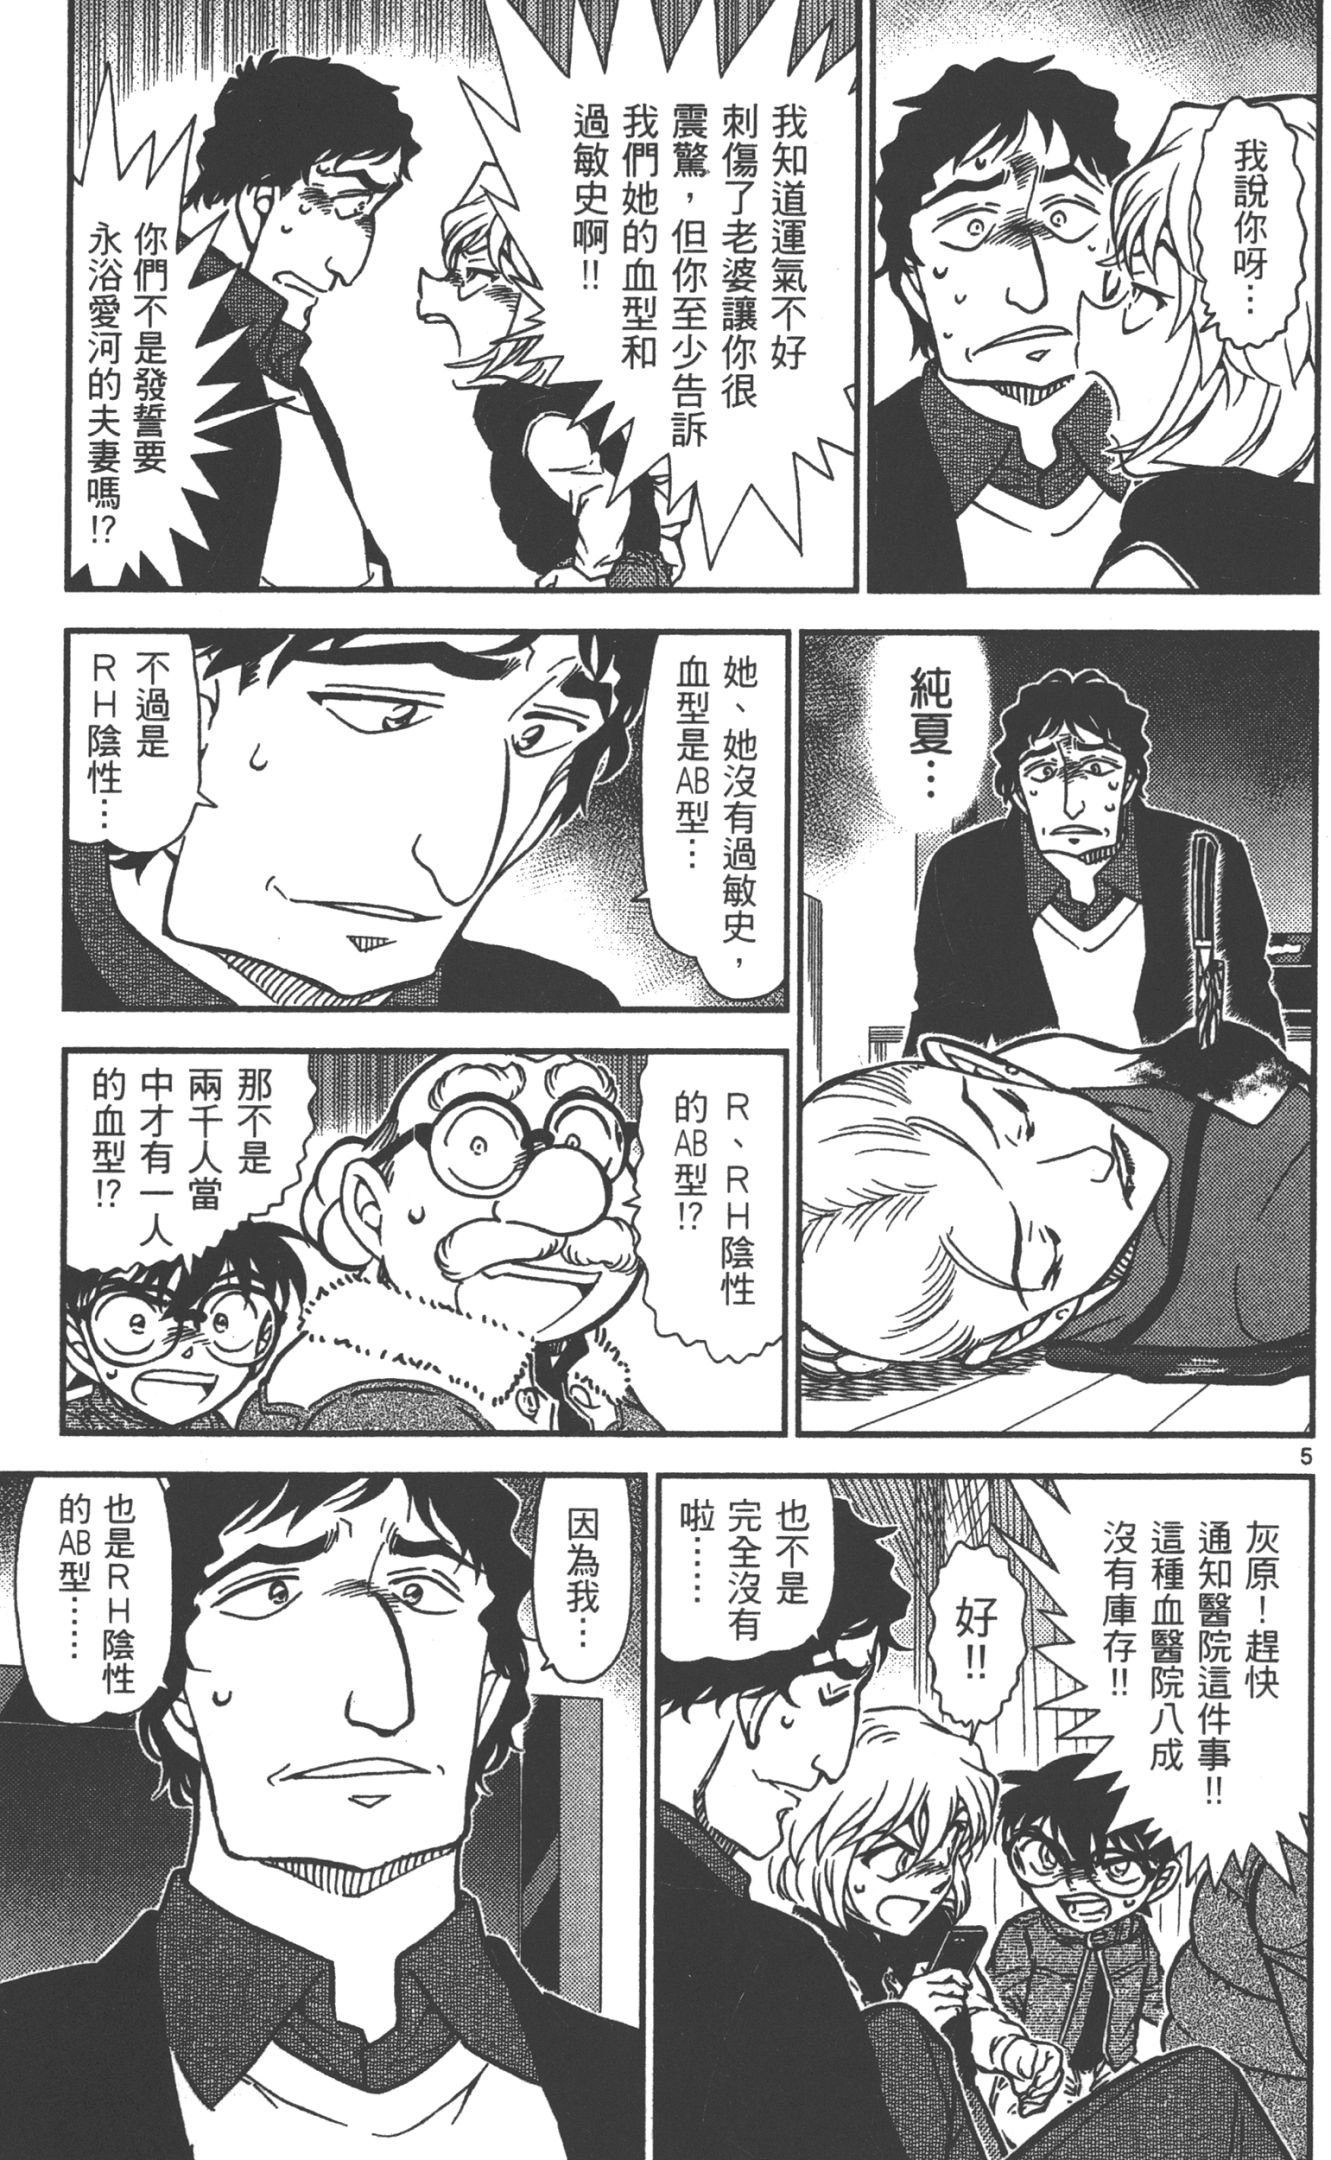 我說你呀…
我知道運氣不好
刺傷了老婆讓你很
震驚，但你至少告訴
我們她的血型和
過敏史啊!!
你們不是發誓要
永浴愛河的夫妻嗎!?
純夏…
她、她沒有過敏史，
血型是AB型…
不過是
RH陰性…
R、RH陰性
的AB型!?
那不是
兩千人當
中才有一人
的血型!?
5
灰原！趕快
通知醫院這件事!!
這種血醫院八成
沒有庫存!!
好!!
也不是
完全沒有
啦……
因為我…
也是RH陰性
的AB型……